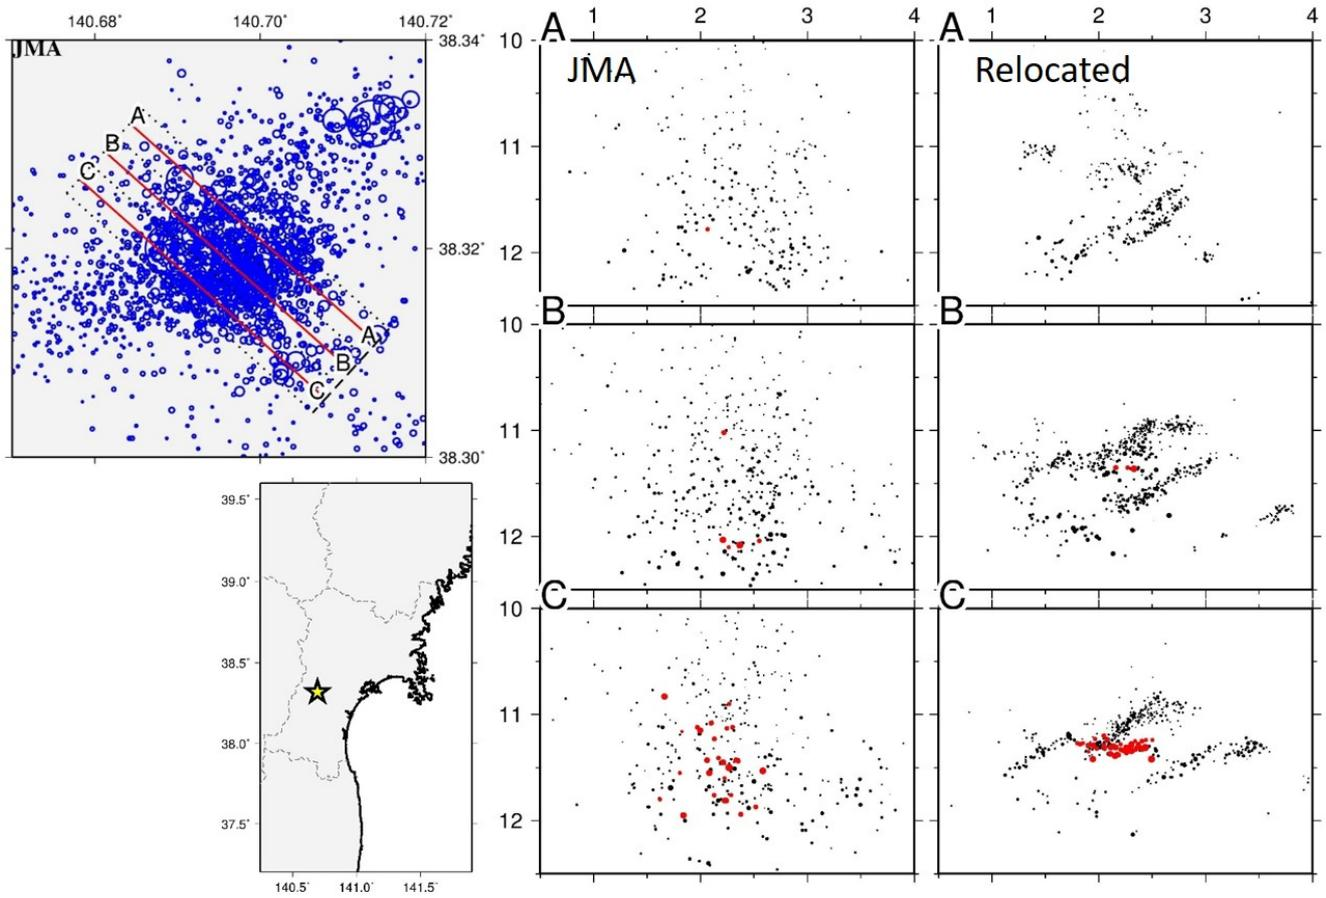 140.68˚ 140.70˚ 140.72˚
JMA
38.34˚
38.32˚
38.30˚
A
B
C
A
B
C
39.5˚
39.0˚
38.5˚
38.0˚
37.5˚
140.5˚ 141.0˚ 141.5˚
1 2 3 4
A
JMA
10
11
12
B
10
11
12
C
10
11
12
1 2 3 4
A
Relocated
B
C